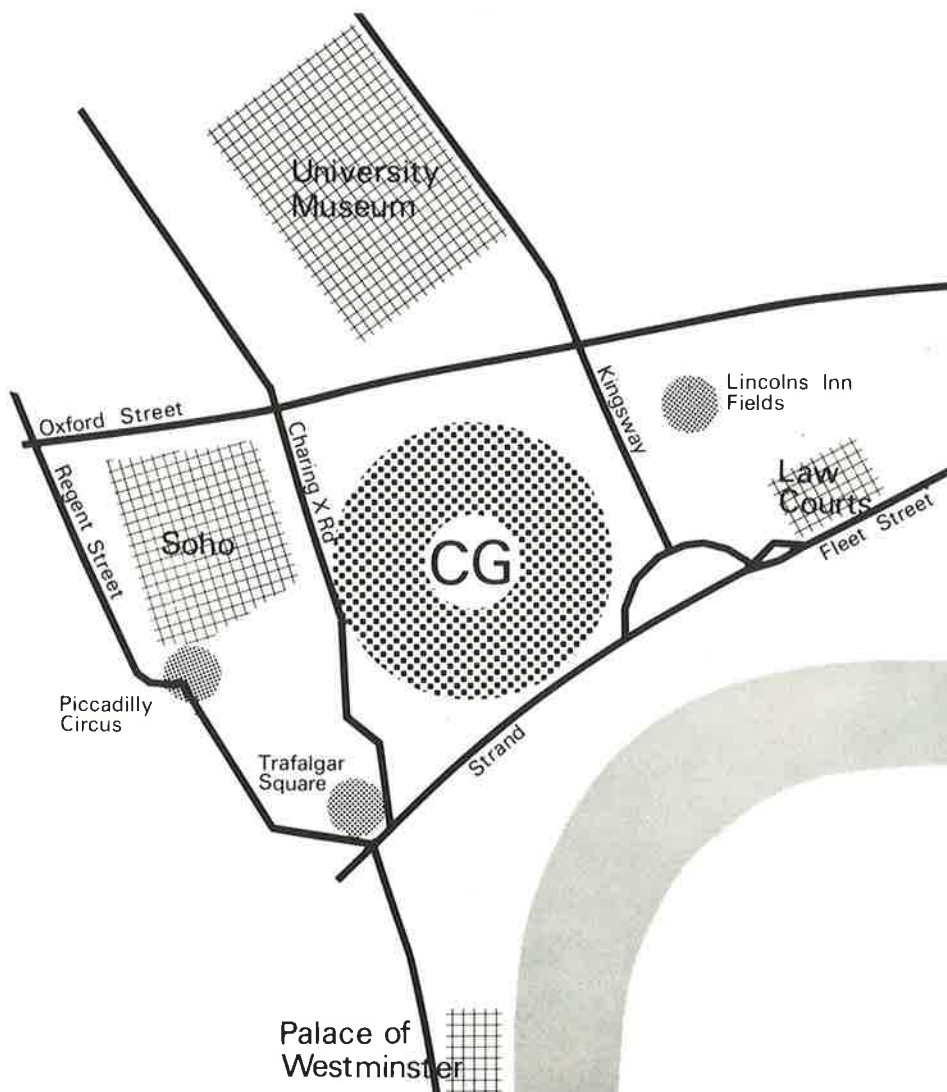 University
Museum
Oxford Street
Regent Street
Soho
Charing X Rd
CG
Kingsway
Lincolns Inn
Fields
Law
Courts
Fleet Street
Piccadilly
Circus
Trafalgar
Square
Strand
Palace of
Westminster